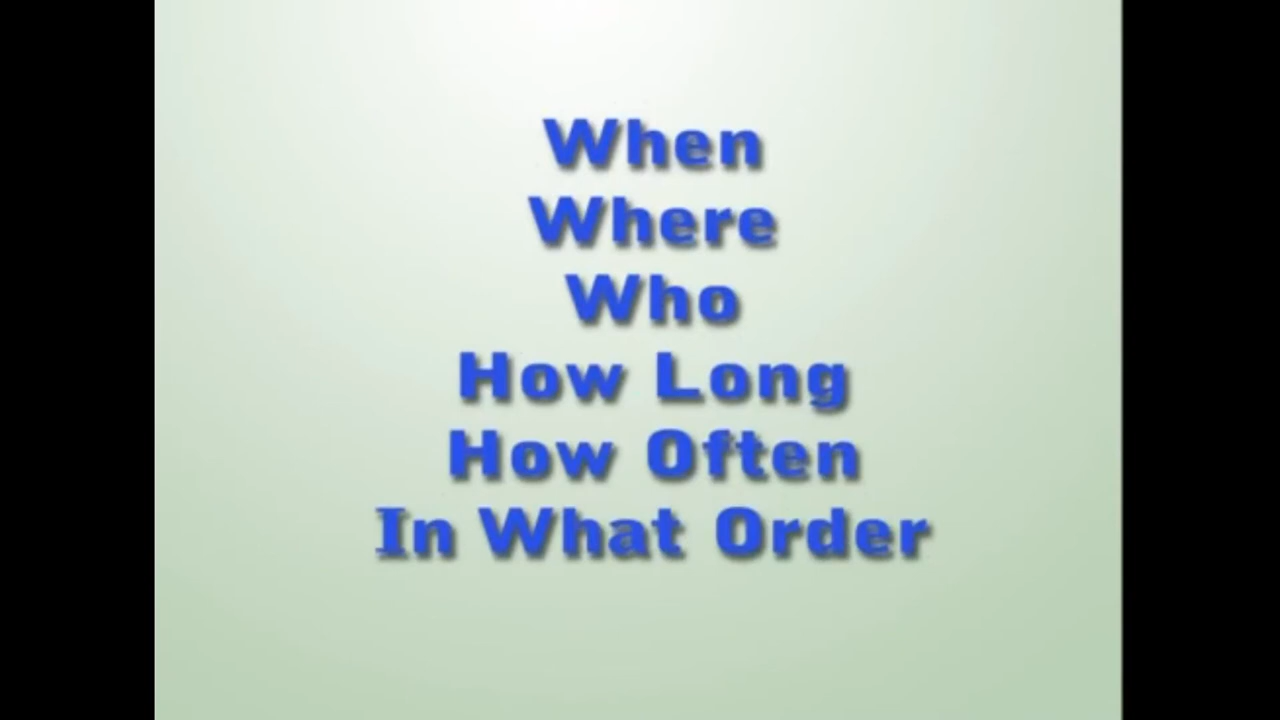 When
Where
Who
How Long
How Often
In What Order